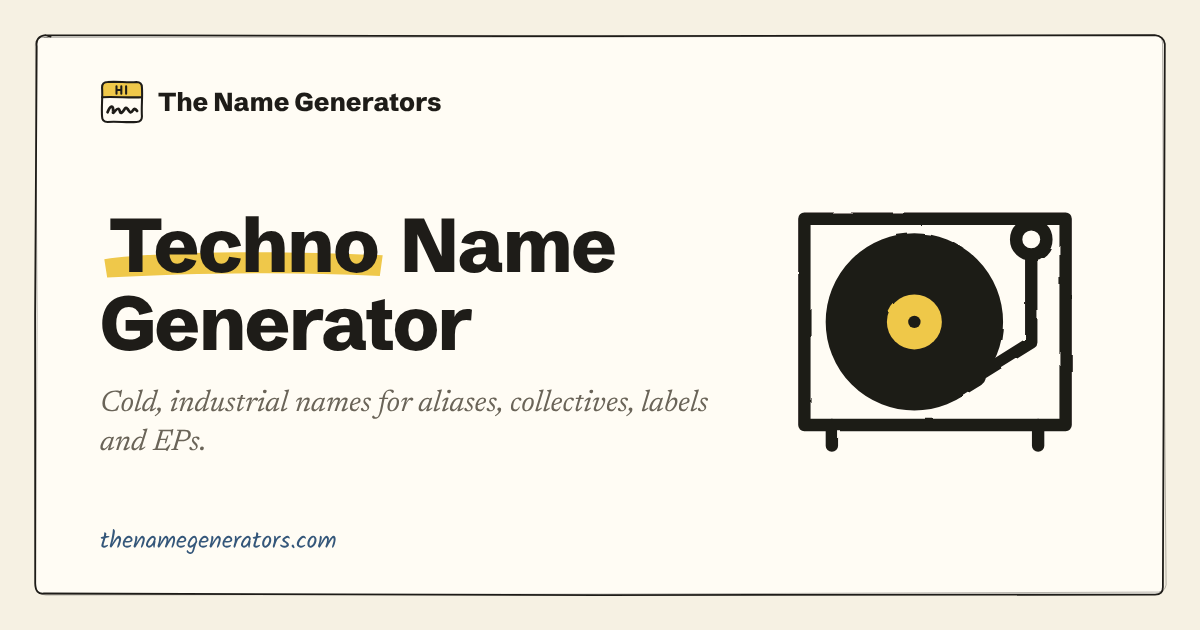 HI
The Name Generators
Techno Name
Generator
Cold, industrial names for aliases, collectives, labels
and EPs.
thenamegenerators.com